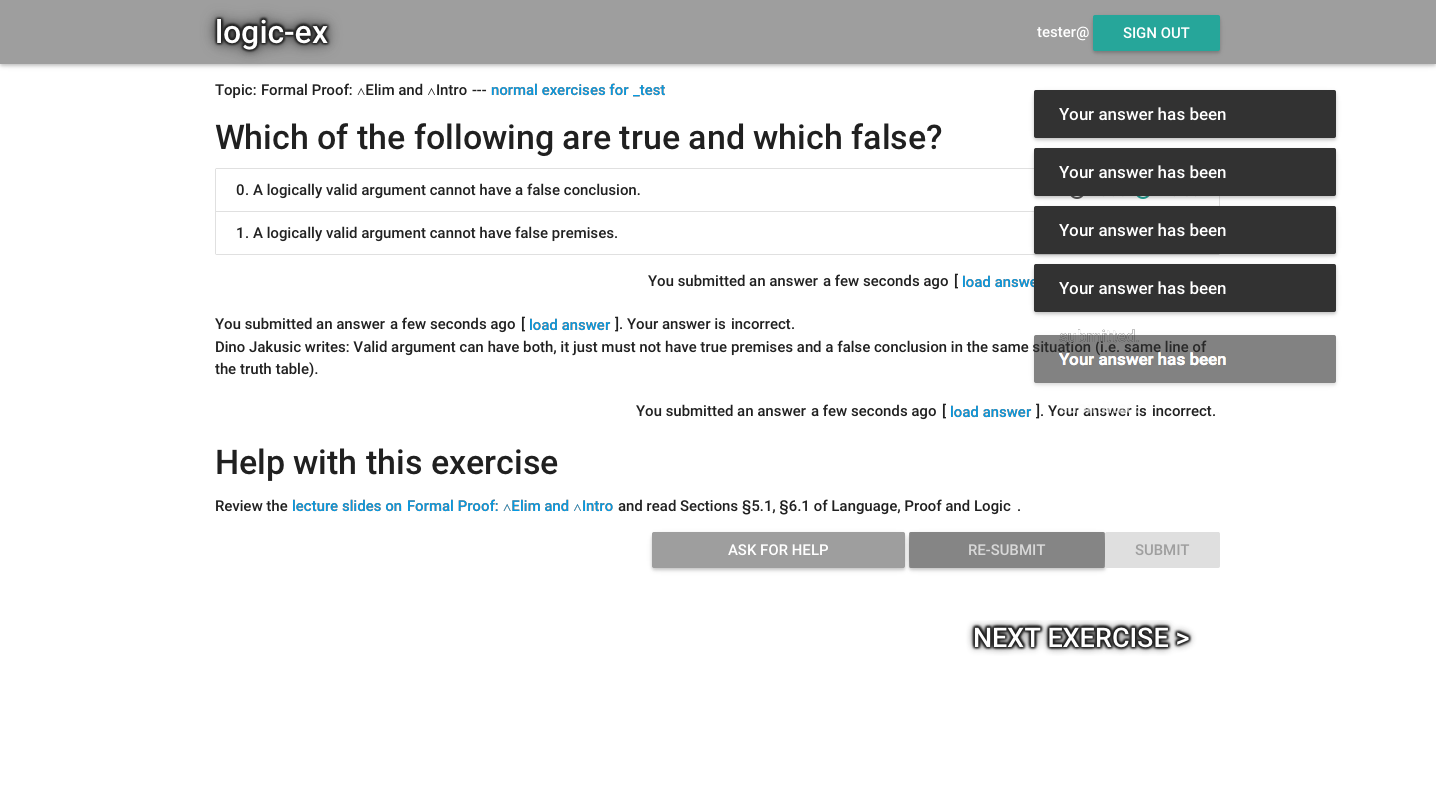 logic-ex
tester@ SIGN OUT
Topic: Formal Proof: ∧Elim and ∧Intro --- normal exercises for _test
Your answer has been
Which of the following are true and which false?
Your answer has been
0. A logically valid argument cannot have a false conclusion.
1. A logically valid argument cannot have false premises.
Your answer has been
You submitted an answer a few seconds ago [ load answe
Your answer has been
You submitted an answer a few seconds ago [ load answer ]. Your answer is incorrect.
submitted.
Dino Jakusic writes: Valid argument can have both, it just must not have true premises and a false conclusion in the same situation (i.e. same line of
the truth table).
Your answer has been
You submitted an answer a few seconds ago [ load answer ]. Your answer is incorrect.
Help with this exercise
Review the lecture slides on Formal Proof: ∧Elim and ∧Intro and read Sections §5.1, §6.1 of Language, Proof and Logic .
ASK FOR HELP RE-SUBMIT SUBMIT
NEXT EXERCISE >